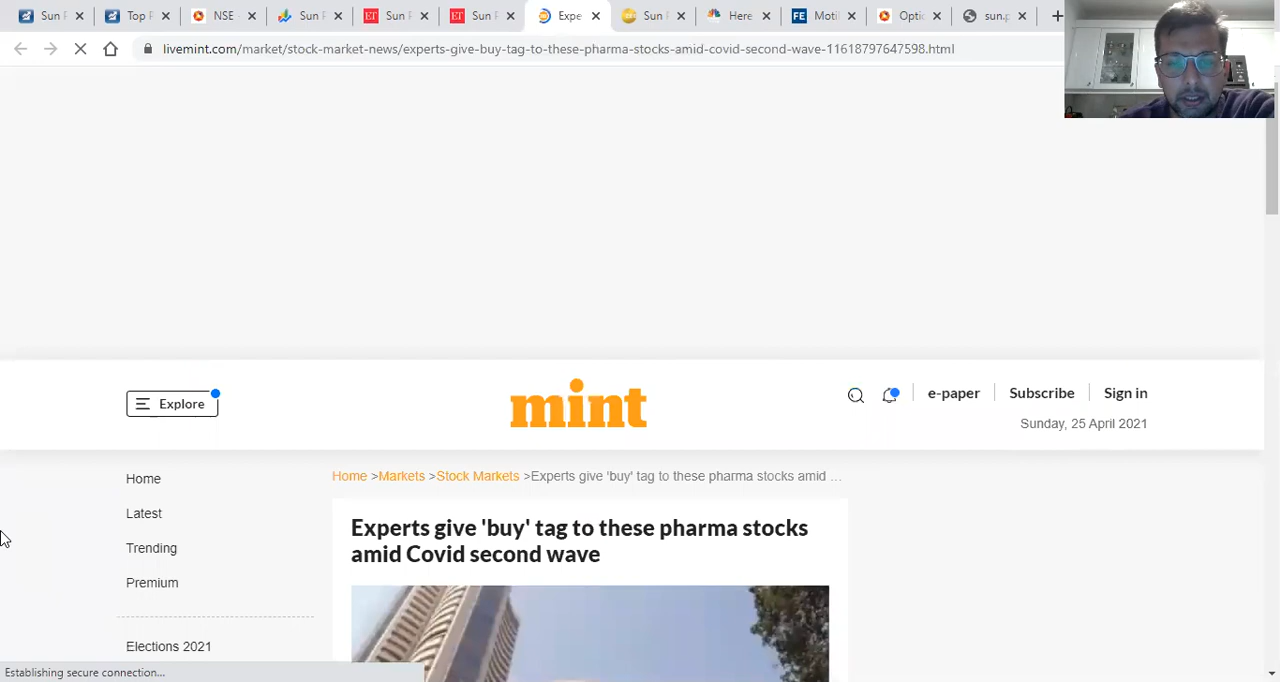 Sun F
Top F
NSE
Sun F
Sun F
Sun F
Expe
Sun F
Here
FE Motil
Optic
sun.p
livemint.com/market/stock-market-news/experts-give-buy-tag-to-these-pharma-stocks-amid-covid-second-wave-11618797647598.html
Explore
mint
e-paper
Subscribe
Sign in
Sunday, 25 April 2021
Home
Latest
Trending
Premium
Elections 2021
Home >Markets >Stock Markets >Experts give 'buy' tag to these pharma stocks amid ...
Experts give 'buy' tag to these pharma stocks
amid Covid second wave
Establishing secure connection...